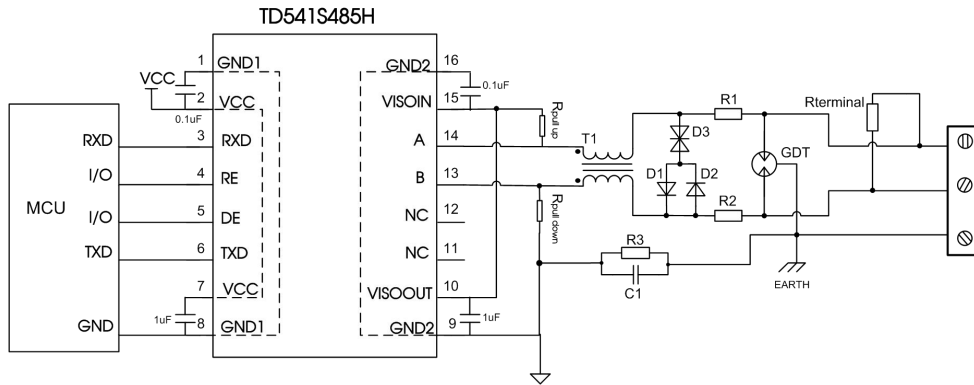 TD541S485H
1 GND1 GND2 16
VCC 0.1uF
2 VCC VISOIN 15
0.1uF Rpull up
RXD 3 RXD A 14 T1 D3 R1 Rterminal
I/O 4 RE B 13 D1 D2 GDT
MCU R2
I/O 5 DE NC 12 Rpull down
TXD 6 TXD NC 11 R3
7 VCC VISOOUT 10 C1 EARTH
1uF 1uF
GND 8 GND1 GND2 9